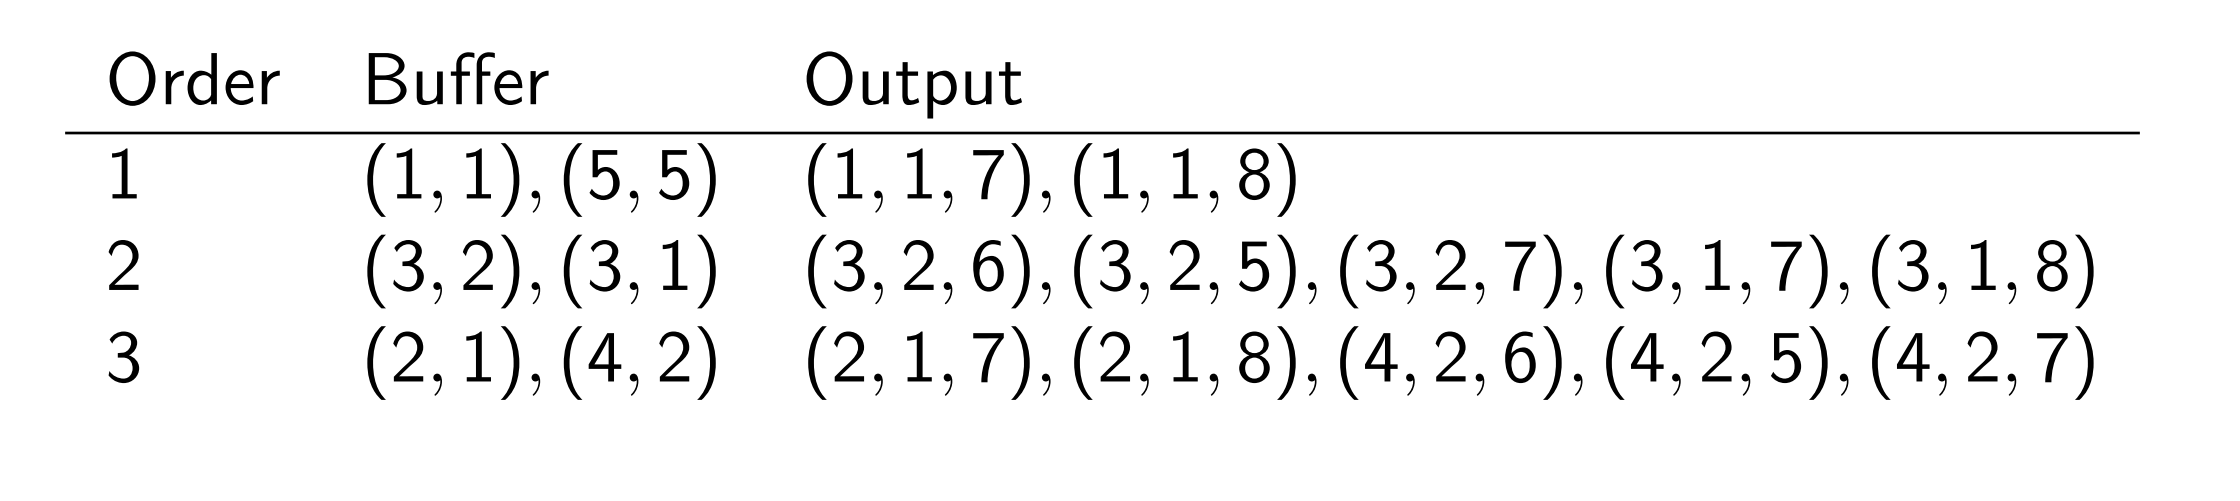 Order Buffer Output
1 (1, 1), (5, 5) (1, 1, 7), (1, 1, 8)
2 (3, 2), (3, 1) (3, 2, 6), (3, 2, 5), (3, 2, 7), (3, 1, 7), (3, 1, 8)
3 (2, 1), (4, 2) (2, 1, 7), (2, 1, 8), (4, 2, 6), (4, 2, 5), (4, 2, 7)